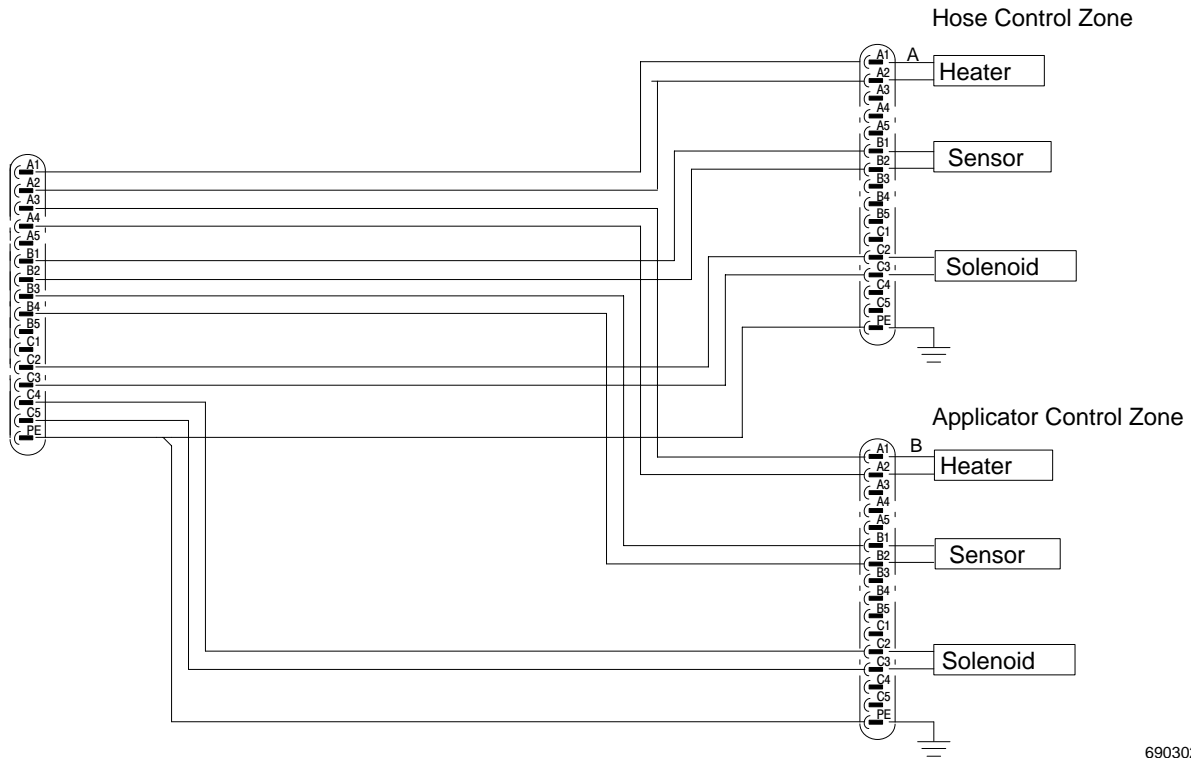 Hose Control Zone
A1
A
Heater
A2
A3
A4
A5
B1
Sensor
B2
B3
B4
B5
C1
C2
Solenoid
C3
C4
C5
PE
A1
A2
A3
A4
A5
B1
B2
B3
B4
B5
C1
C2
C3
C4
C5
PE
Applicator Control Zone
A1
B
Heater
A2
A3
A4
A5
B1
Sensor
B2
B3
B4
B5
C1
C2
Solenoid
C3
C4
C5
PE